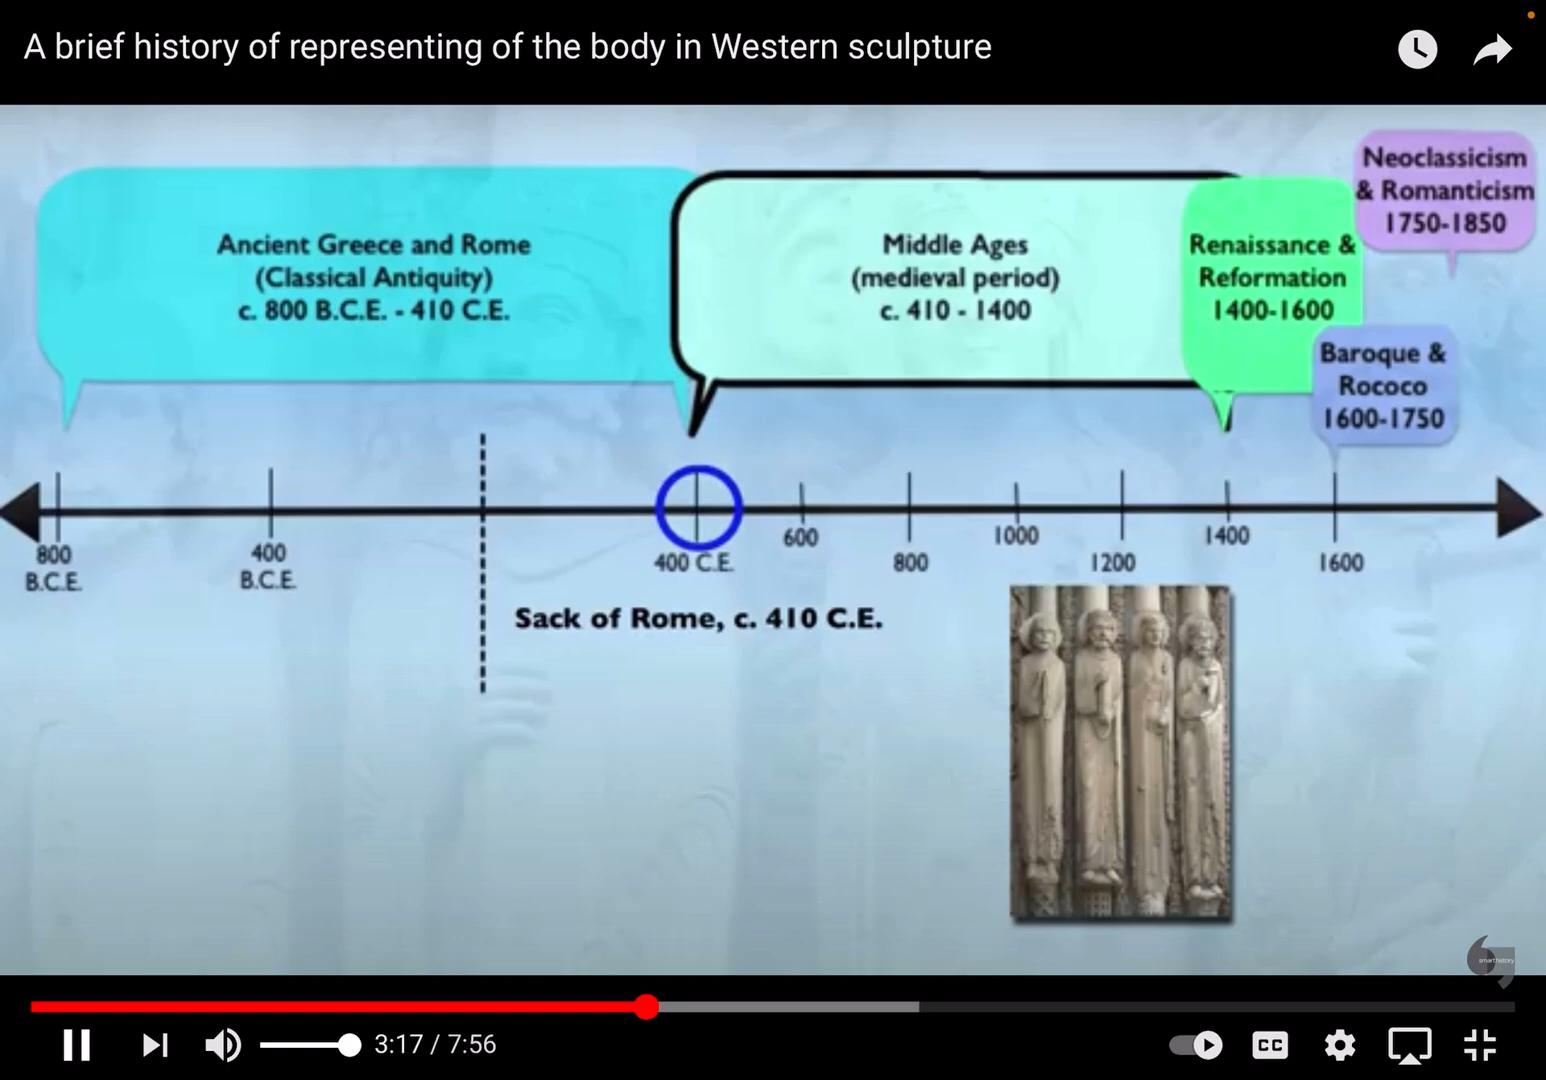 A brief history of representing of the body in Western sculpture
Neoclassicism
& Romanticism
1750-1850
Ancient Greece and Rome
(Classical Antiquity)
c. 800 B.C.E. - 410 C.E.
Middle Ages
(medieval period)
c. 410 - 1400
Renaissance &
Reformation
1400-1600
Baroque &
Rococo
1600-1750
800
B.C.E.
400
B.C.E.
400 C.E.
600
800
1000
1200
1400
1600
Sack of Rome, c. 410 C.E.
smarthistory
3:17 / 7:56
CC